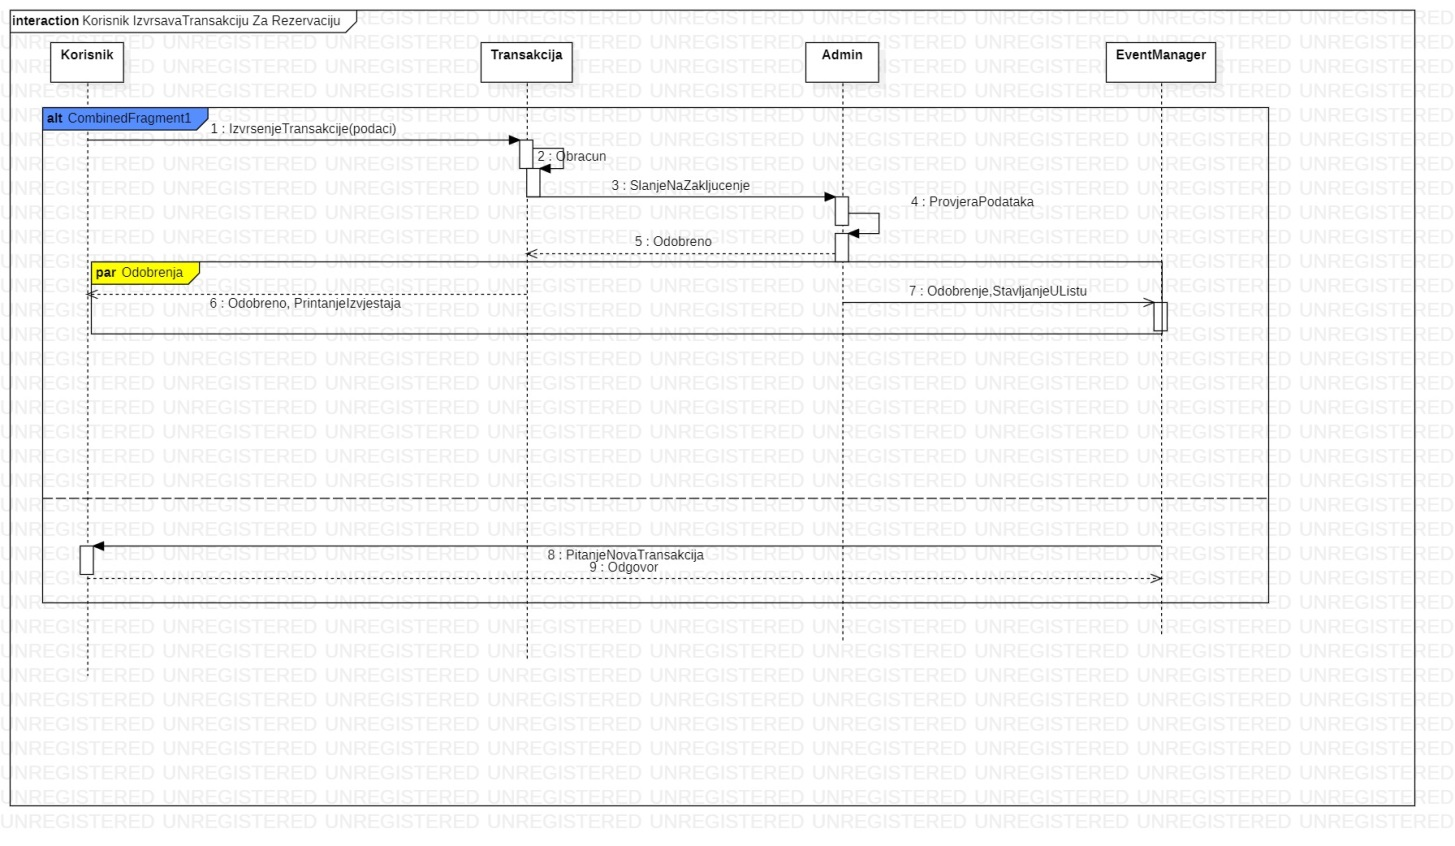 interaction Korisnik IzvrsavaTransakciju Za Rezervaciju
Korisnik
Transakcija
Admin
EventManager
alt CombinedFragment1
1 : IzvrsenjeTransakcije(podaci)
2 : Obracun
3 : SlanjeNaZakljucenje
4 : ProvjeraPodataka
5 : Odobreno
par Odobrenja
6 : Odobreno, PrintanjeIzvjestaja
7 : Odobrenje,StavljanjeUListu
8 : PitanjeNovaTransakcija
9 : Odgovor
UNREGISTERED